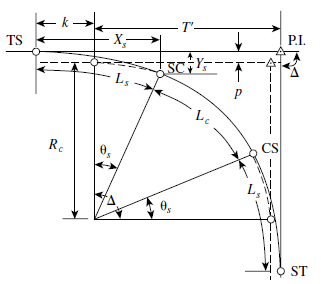 k
T'
TS
X_s
P.I.
SC
Y_s
Δ
L_s
p
L_c
R_c
θ_s
CS
Δ
θ_s
L_s
ST